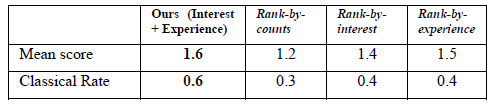 Ours (Interest + Experience) Rank-by-counts Rank-by-interest Rank-by-experience
Mean score 1.6 1.2 1.4 1.5
Classical Rate 0.6 0.3 0.4 0.4